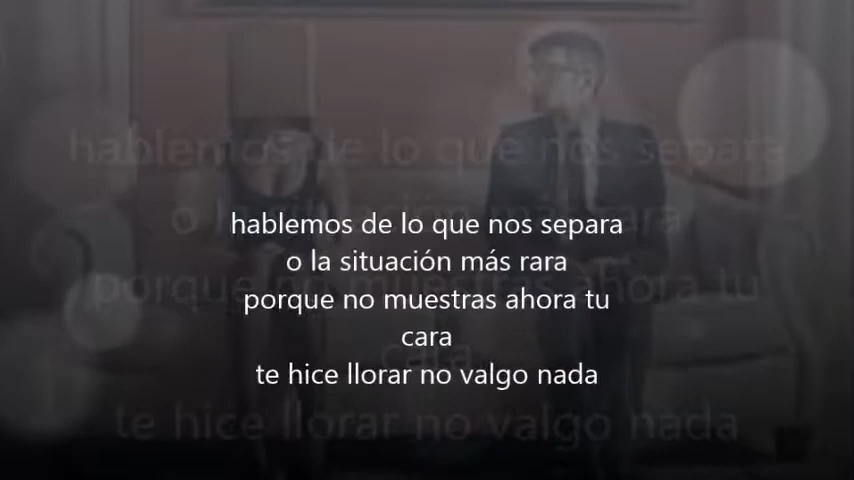 hablemos de lo que nos separa
o la situación más rara
porque no muestras ahora tu
cara
te hice llorar no valgo nada